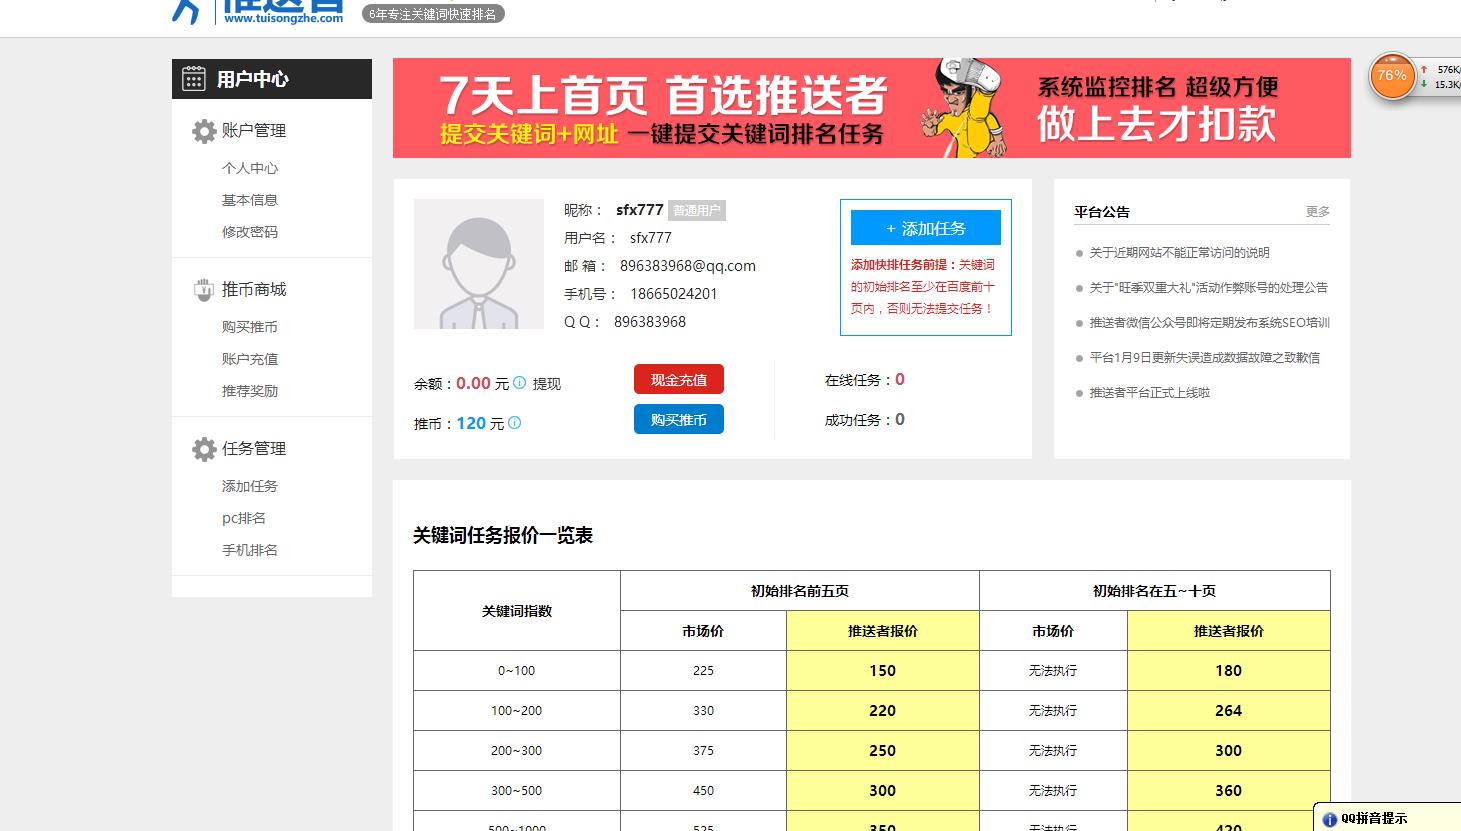 www.tuisongzhe.com
6年专注关键词快速排名
用户中心
账户管理
个人中心
基本信息
修改密码
推币商城
购买推币
账户充值
推荐奖励
任务管理
添加任务
pc排名
手机排名
7天上首页 首选推送者
提交关键词+网址 一键提交关键词排名任务
系统监控排名 超级方便
做上去才扣款
76%
576K/
15.3K/
昵称： sfx777 普通用户
用户名： sfx777
邮 箱： 896383968@qq.com
手机号： 18665024201
Q Q： 896383968
+ 添加任务
添加快排任务前提：关键词
的初始排名至少在百度前十
页内，否则无法提交任务！
余额：0.00 元 提现
现金充值
推币：120 元
购买推币
在线任务：0
成功任务：0
平台公告 更多
关于近期网站不能正常访问的说明
关于"旺季双重大礼"活动作弊账号的处理公告
推送者微信公众号即将定期发布系统SEO培训
平台1月9日更新失误造成数据故障之致歉信
推送者平台正式上线啦
关键词任务报价一览表
关键词指数 初始排名前五页 初始排名在五~十页
市场价 推送者报价 市场价 推送者报价
0~100 225 150 无法执行 180
100~200 330 220 无法执行 264
200~300 375 250 无法执行 300
300~500 450 300 无法执行 360
500~1000 525 350 无法执行 420
QQ拼音提示